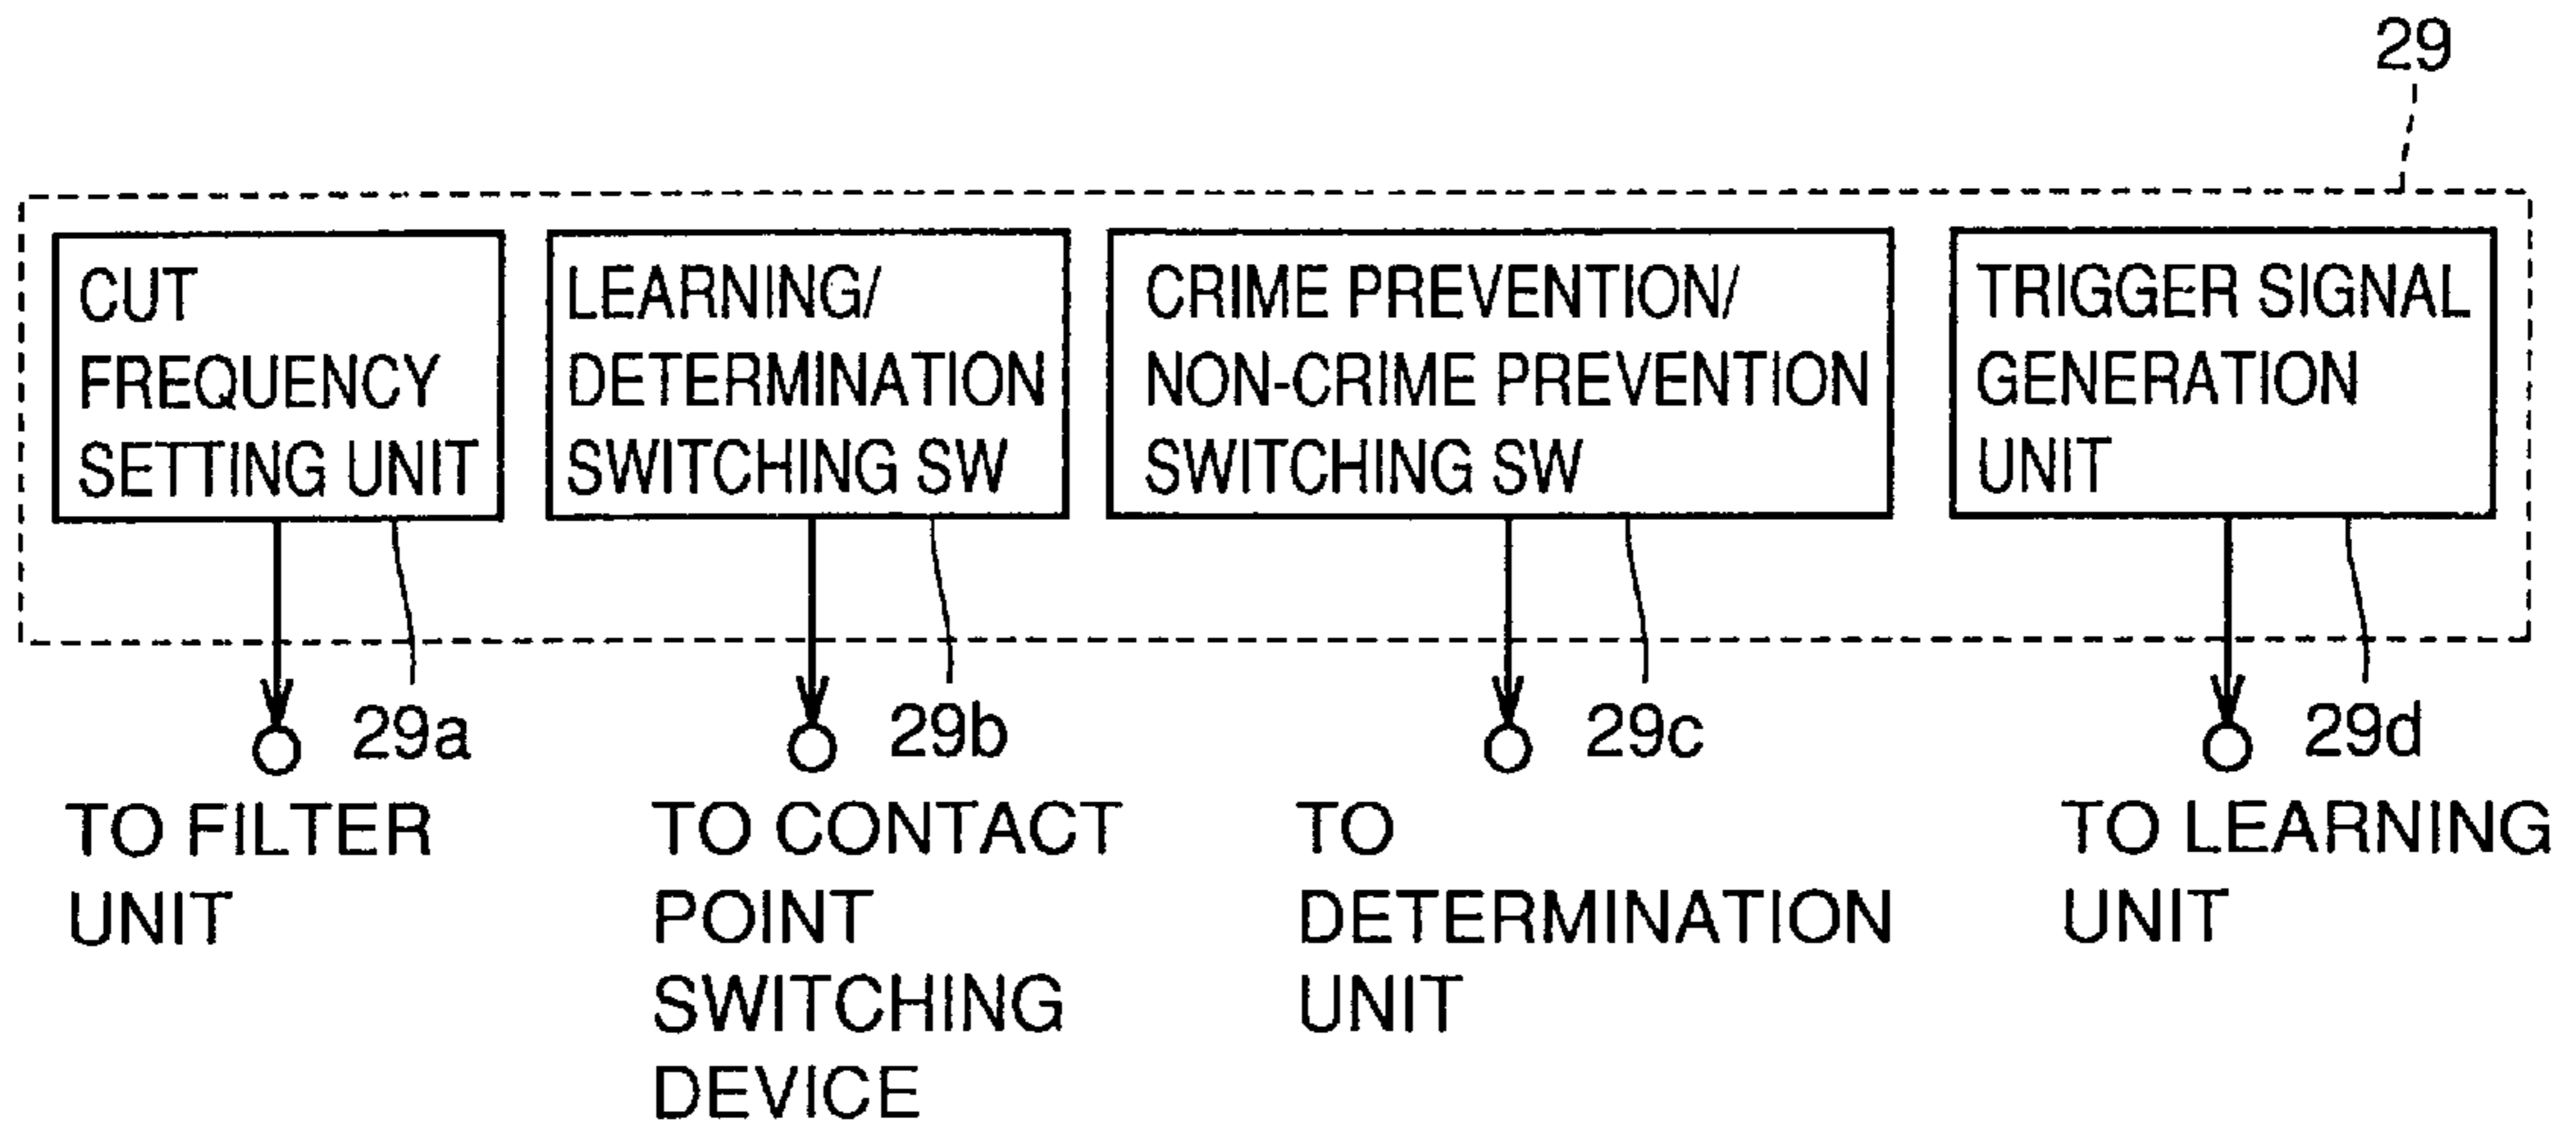 29
CUT
FREQUENCY
SETTING UNIT
LEARNING/
DETERMINATION
SWITCHING SW
CRIME PREVENTION/
NON-CRIME PREVENTION
SWITCHING SW
TRIGGER SIGNAL
GENERATION
UNIT
29a
29b
29c
29d
TO FILTER
UNIT
TO CONTACT
POINT
SWITCHING
DEVICE
TO
DETERMINATION
UNIT
TO LEARNING
UNIT